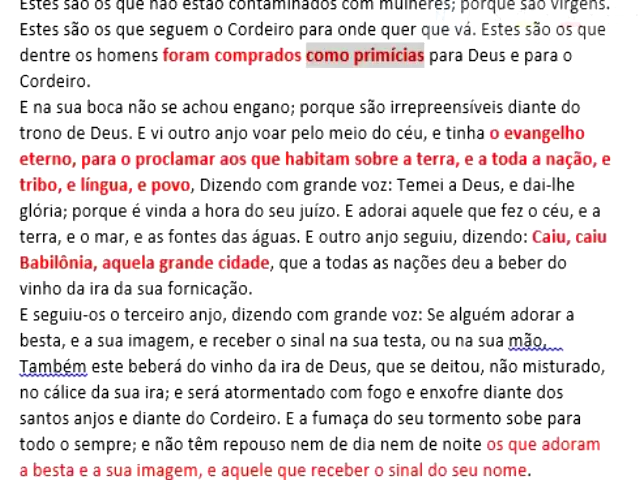 Estes são os que não estão contaminados com mulheres; porque são virgens.
Estes são os que seguem o Cordeiro para onde quer que vá. Estes são os que
dentre os homens foram comprados como primícias para Deus e para o
Cordeiro.
E na sua boca não se achou engano; porque são irrepreensíveis diante do
trono de Deus. E vi outro anjo voar pelo meio do céu, e tinha o evangelho
eterno, para o proclamar aos que habitam sobre a terra, e a toda a nação, e
tribo, e língua, e povo, Dizendo com grande voz: Temei a Deus, e dai-lhe
glória; porque é vinda a hora do seu juízo. E adorai aquele que fez o céu, e a
terra, e o mar, e as fontes das águas. E outro anjo seguiu, dizendo: Caiu, caiu
Babilônia, aquela grande cidade, que a todas as nações deu a beber do
vinho da ira da sua fornicação.
E seguiu-os o terceiro anjo, dizendo com grande voz: Se alguém adorar a
besta, e a sua imagem, e receber o sinal na sua testa, ou na sua mão,
Também este beberá do vinho da ira de Deus, que se deitou, não misturado,
no cálice da sua ira; e será atormentado com fogo e enxofre diante dos
santos anjos e diante do Cordeiro. E a fumaça do seu tormento sobe para
todo o sempre; e não têm repouso nem de dia nem de noite os que adoram
a besta e a sua imagem, e aquele que receber o sinal do seu nome.